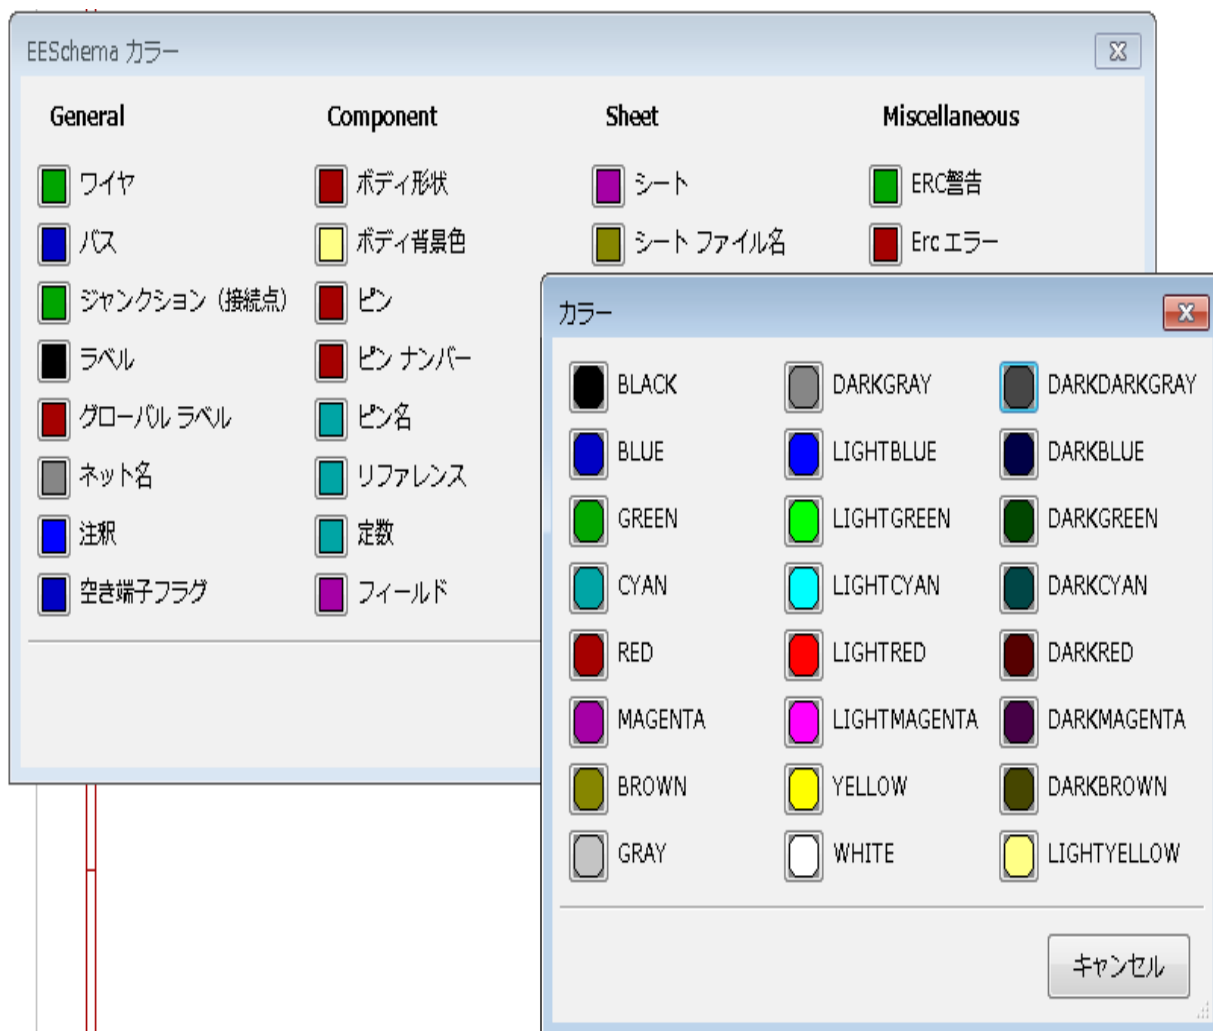 EESchema カラー
General
Component
Sheet
Miscellaneous
ワイヤ
ボディ形状
シート
ERC警告
バス
ボディ背景色
シート ファイル名
Erc エラー
ジャンクション（接続点）
ピン
ラベル
ピン ナンバー
グローバル ラベル
ピン名
ネット名
リファレンス
注釈
定数
空き端子フラグ
フィールド
カラー
BLACK
DARKGRAY
DARKDARKGRAY
BLUE
LIGHTBLUE
DARKBLUE
GREEN
LIGHTGREEN
DARKGREEN
CYAN
LIGHTCYAN
DARKCYAN
RED
LIGHTRED
DARKRED
MAGENTA
LIGHTMAGENTA
DARKMAGENTA
BROWN
YELLOW
DARKBROWN
GRAY
WHITE
LIGHTYELLOW
キャンセル